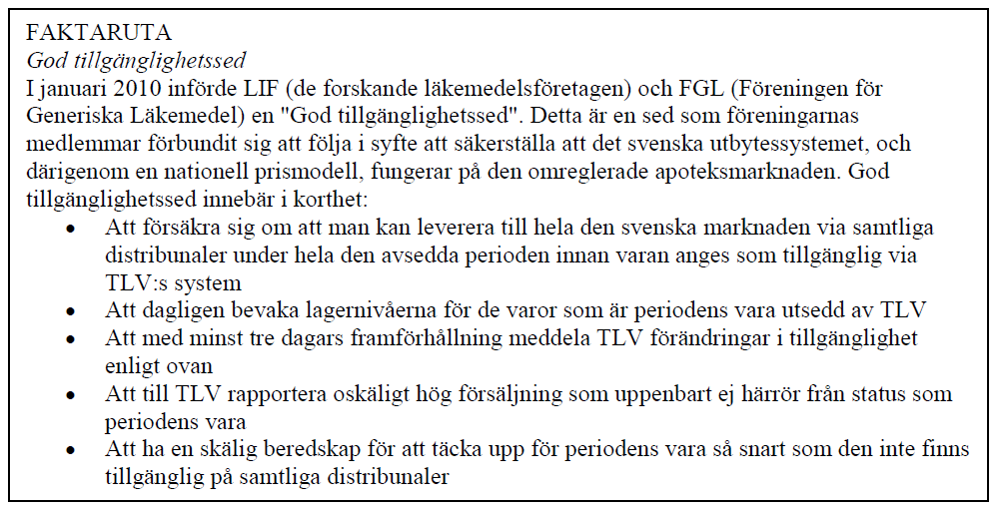 FAKTARUTA
God tillgänglighetssed
I januari 2010 införde LIF (de forskande läkemedelsföretagen) och FGL (Föreningen för
Generiska Läkemedel) en "God tillgänglighetssed". Detta är en sed som föreningarnas
medlemmar förbundit sig att följa i syfte att säkerställa att det svenska utbytessystemet, och
därigenom en nationell prismodell, fungerar på den omreglerade apoteksmarknaden. God
tillgänglighetssed innebär i korthet:
• Att försäkra sig om att man kan leverera till hela den svenska marknaden via samtliga
distribunaler under hela den avsedda perioden innan varan anges som tillgänglig via
TLV:s system
• Att dagligen bevaka lagernivåerna för de varor som är periodens vara utsedd av TLV
• Att med minst tre dagars framförhållning meddela TLV förändringar i tillgänglighet
enligt ovan
• Att till TLV rapportera oskäligt hög försäljning som uppenbart ej härrör från status som
periodens vara
• Att ha en skälig beredskap för att täcka upp för periodens vara så snart som den inte finns
tillgänglig på samtliga distribunaler